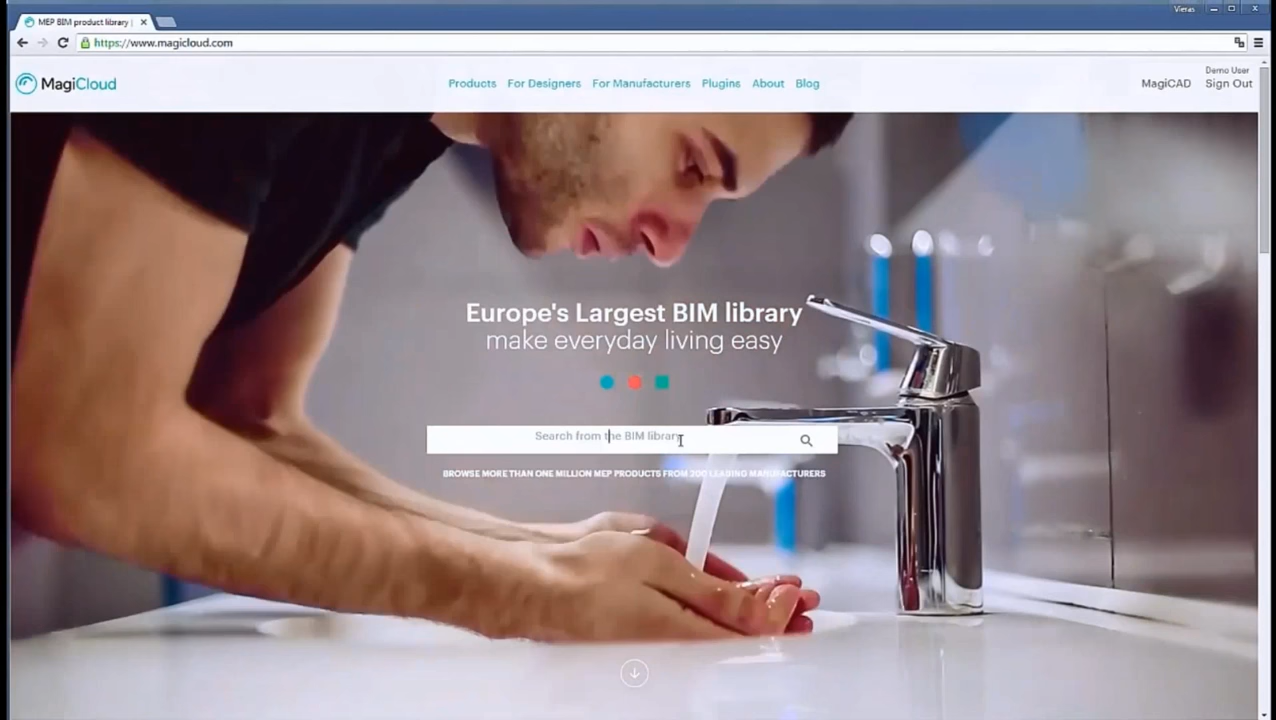 Vieras
MEP BIM product library |
https://www.magicloud.com
MagiCloud
Products For Designers For Manufacturers Plugins About Blog
Demo User
MagiCAD Sign Out
Europe's Largest BIM library
make everyday living easy
Search from the BIM library
BROWSE MORE THAN ONE MILLION MEP PRODUCTS FROM 200 LEADING MANUFACTURERS